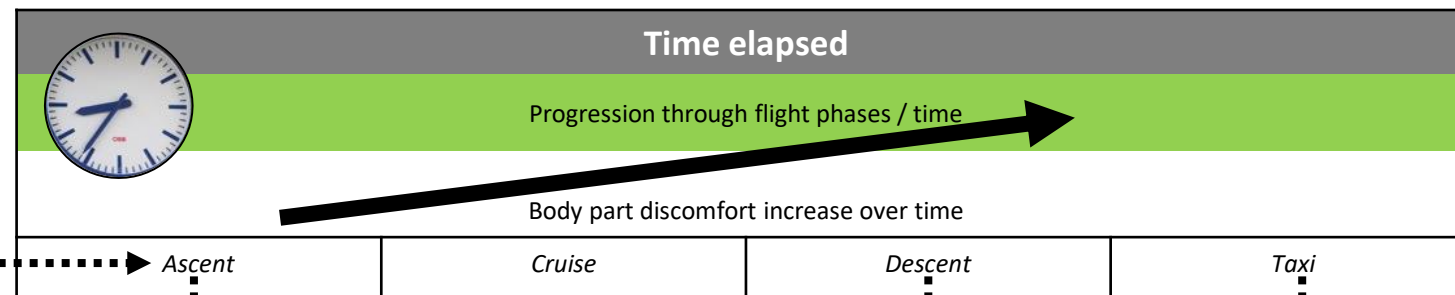 Time elapsed
Progression through flight phases / time
Body part discomfort increase over time
Ascent Cruise Descent Taxi